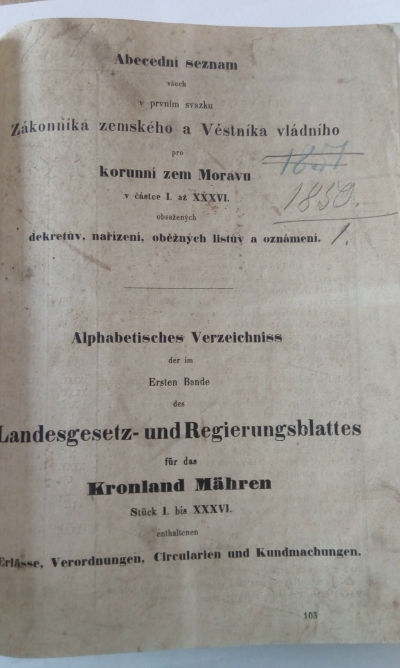 Abecední seznam
všech
v prvním svazku
Zákonníka zemského a Věstníka vládního
pro
korunní zem Moravu
1851
v částce I. až XXXVI.
1850.
obsažených
dekretův, nařízení, oběžných listův a oznámení.
1.
Alphabetisches Verzeichniss
der im
Ersten Bande
des
Landesgesetz- und Regierungsblattes
für das
Kronland Mähren
Stück I. bis XXXVI.
enthaltenen
Erlässe, Verordnungen, Circularien und Kundmachungen.
103